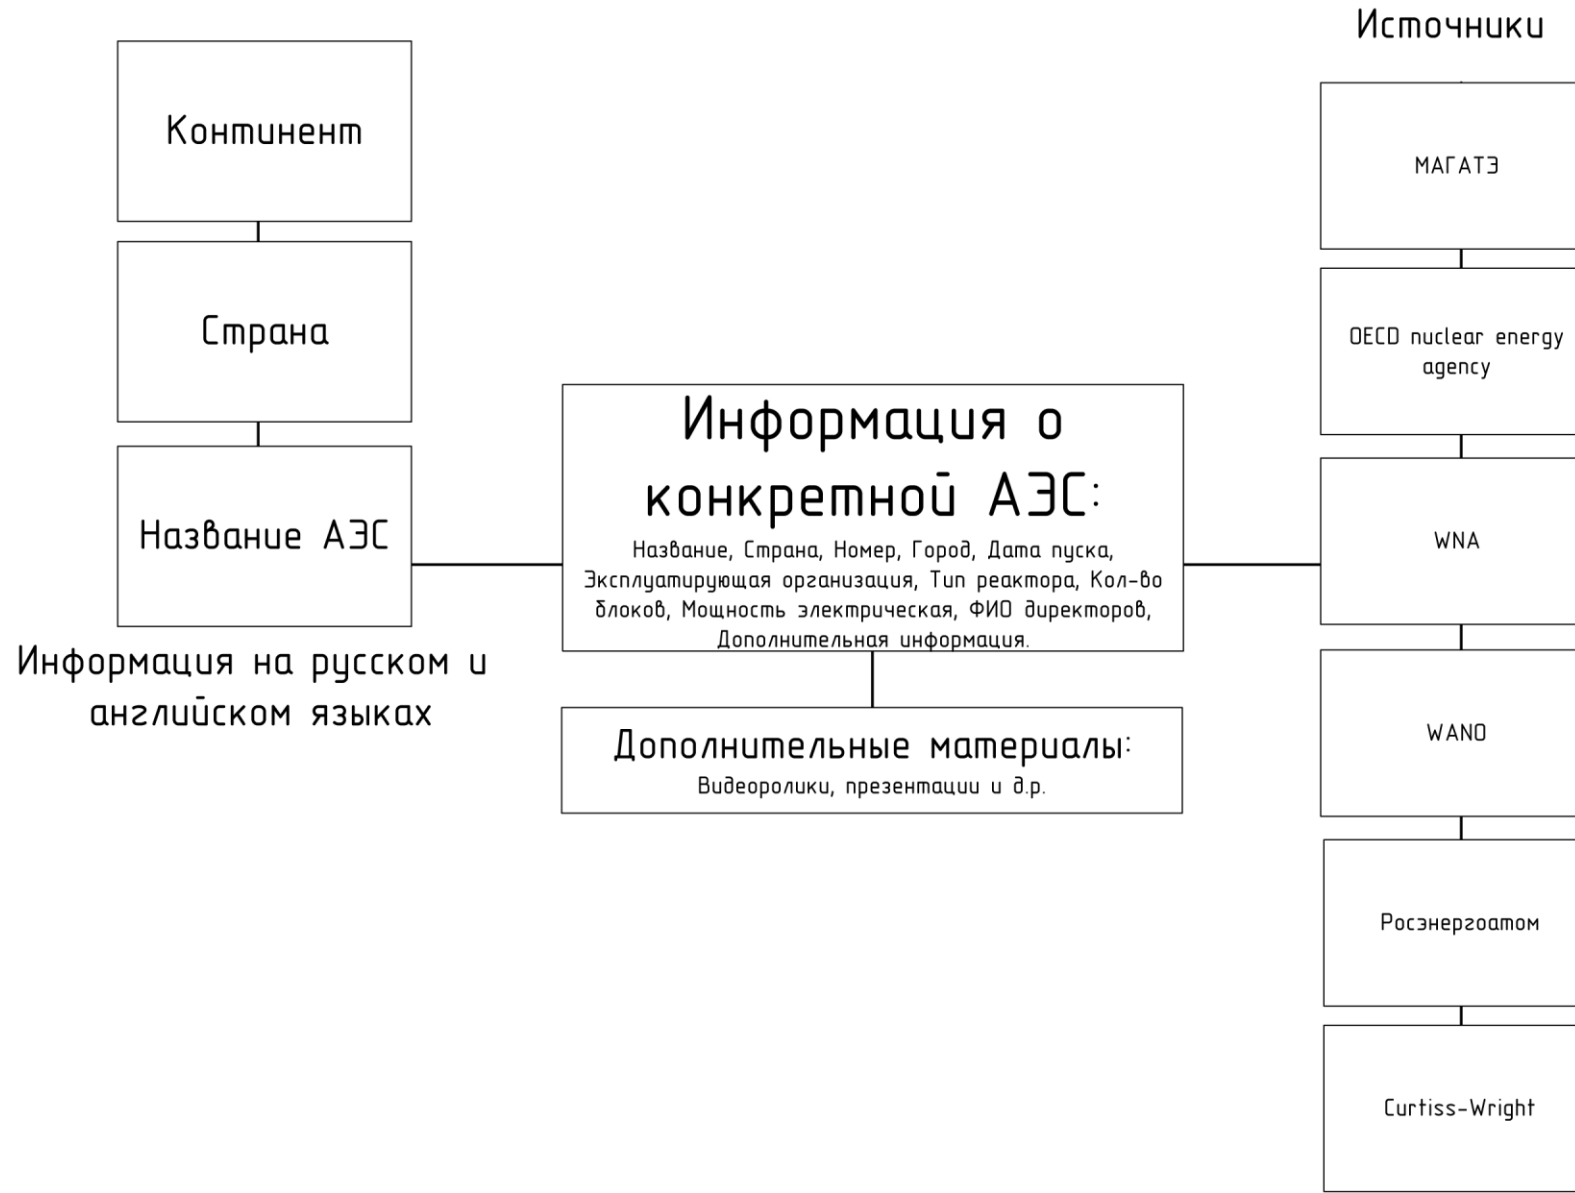 Континент
Страна
Название АЭС
Информация на русском и
английском языках
Информация о
конкретной АЭС:
Название, Страна, Номер, Город, Дата пуска,
Эксплуатирующая организация, Тип реактора, Кол-во
блоков, Мощность электрическая, ФИО директоров,
Дополнительная информация.
Дополнительные материалы:
Видеоролики, презентации и д.р.
Источники
МАГАТЭ
OECD nuclear energy
agency
WNA
WANO
Росэнергоатом
Curtiss-Wright